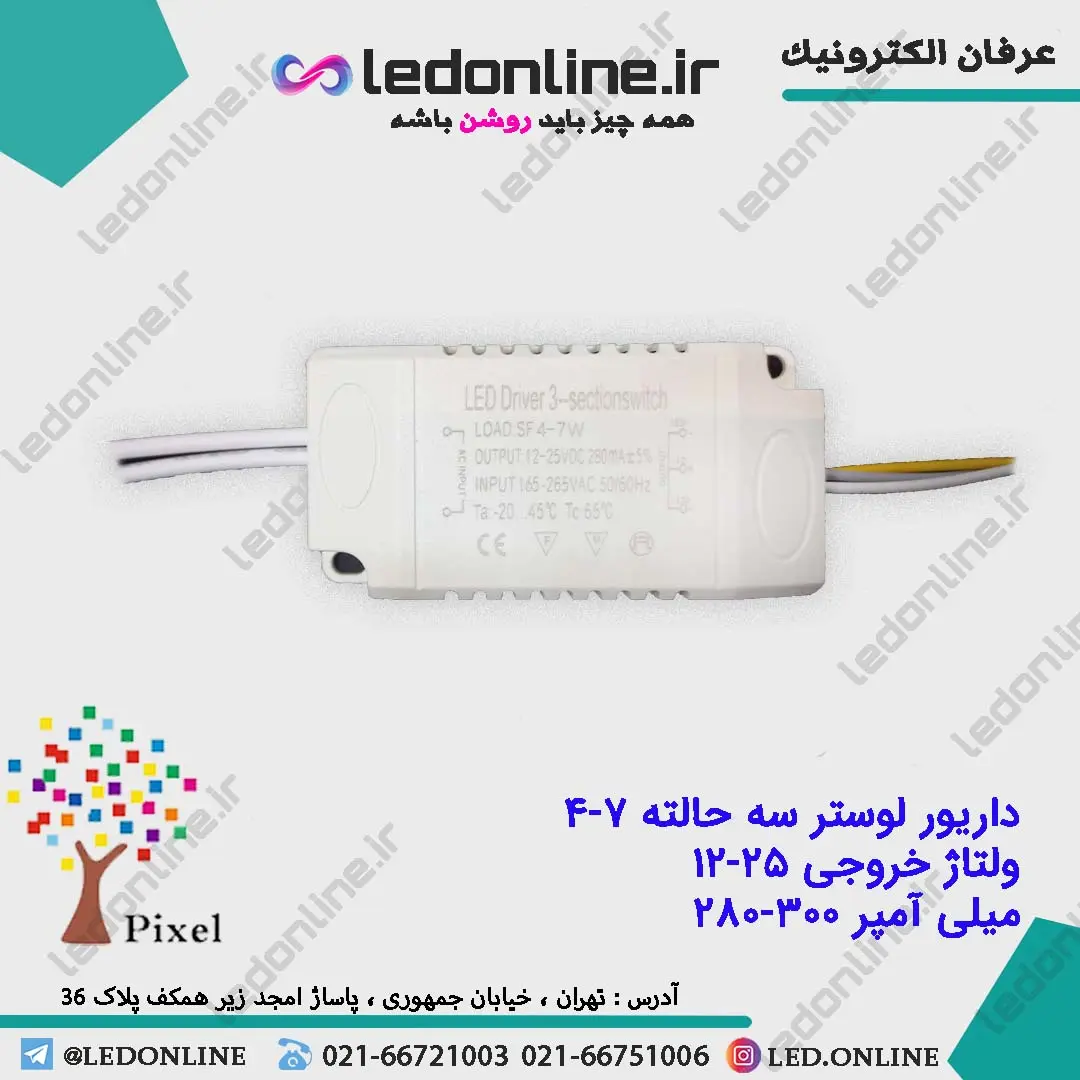 عرفان الکترونیک
ledonline.ir
همه چیز باید روشن باشه
LED Driver 3-sectionswitch
LOAD:SF 4-7W
OUTPUT 12-25VDC 280mA±5%
INPUT 165-265VAC 50/60Hz
Ta:-20...45℃ Tc 65℃
AC INPUT
CE
F
M
داریور لوستر سه حالته ۷-۴
ولتاژ خروجی ۲۵-۱۲
میلی آمپر ۳۰۰-۲۸۰
Pixel
آدرس : تهران ، خیابان جمهوری ، پاساژ امجد زیر همکف پلاک 36
@LEDONLINE
021-66721003 021-66751006
LED.ONLINE